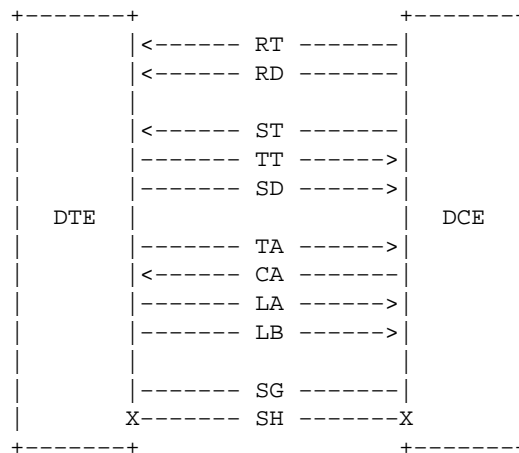 +-------+ +-------+
| |<------ RT ------| |
| |<------ RD ------| |
| | | |
| |<------ ST ------| |
| |------- TT ------>| |
| |------- SD ------>| |
| DTE | | DCE |
| |------- TA ------>| |
| |<------ CA ------| |
| |------- LA ------>| |
| |------- LB ------>| |
| | | |
| |------- SG -------| |
| X------- SH -------X |
+-------+ +-------+